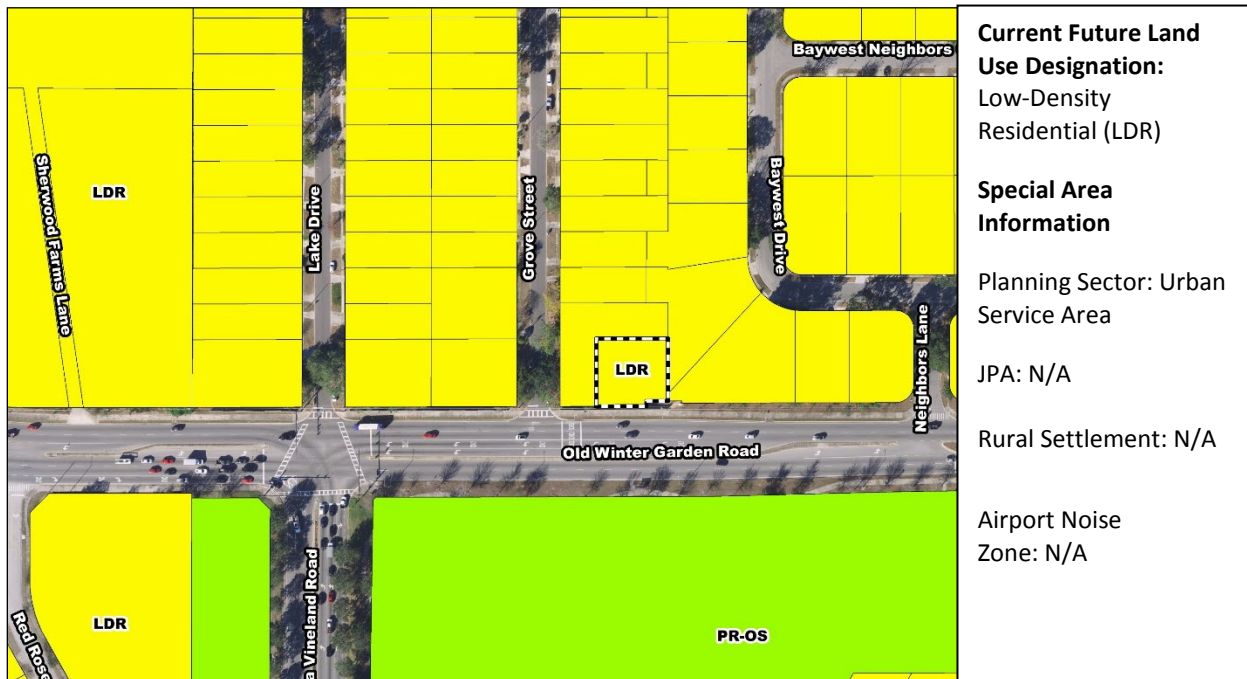 Baywest Neighbors
Sherwood Farms Lane
LDR
Lake Drive
Grove Street
Baywest Drive
Neighbors Lane
LDR
Old Winter Garden Road
Red Rose
LDR
a Vineland Road
PR-OS
Current Future Land
Use Designation:
Low-Density
Residential (LDR)
Special Area
Information
Planning Sector: Urban
Service Area
JPA: N/A
Rural Settlement: N/A
Airport Noise
Zone: N/A